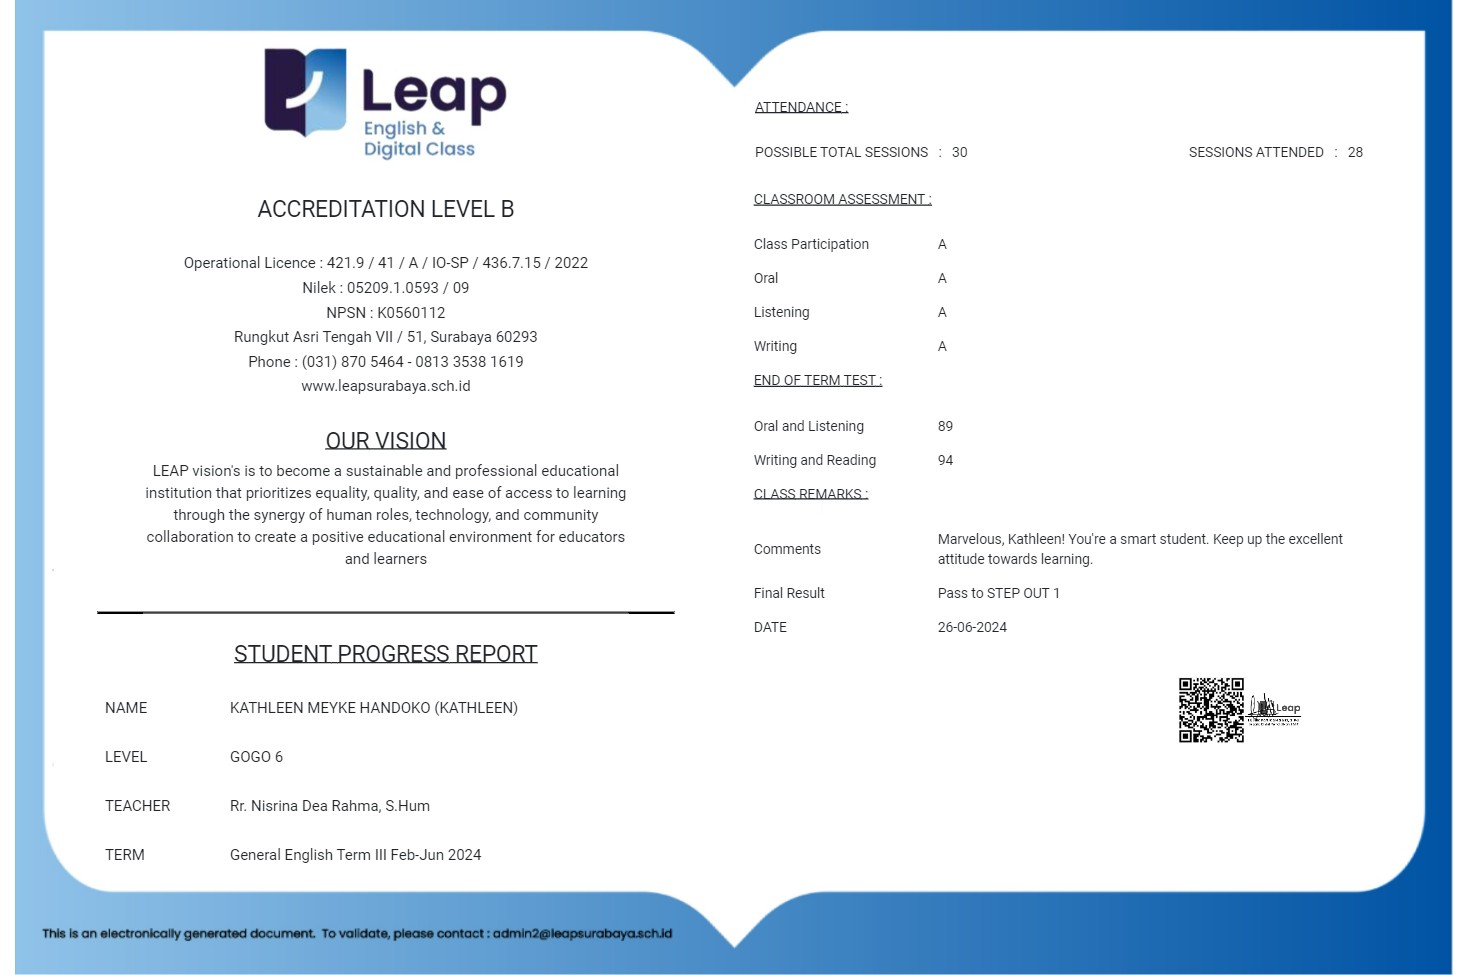 Leap
English &
Digital Class
ACCREDITATION LEVEL B
Operational Licence : 421.9 / 41 / A / IO-SP / 436.7.15 / 2022
Nilek : 05209.1.0593 / 09
NPSN : K0560112
Rungkut Asri Tengah VII / 51, Surabaya 60293
Phone : (031) 870 5464 - 0813 3538 1619
www.leapsurabaya.sch.id
OUR VISION
LEAP vision's is to become a sustainable and professional educational
institution that prioritizes equality, quality, and ease of access to learning
through the synergy of human roles, technology, and community
collaboration to create a positive educational environment for educators
and learners
STUDENT PROGRESS REPORT
NAME KATHLEEN MEYKE HANDOKO (KATHLEEN)
LEVEL GOGO 6
TEACHER Rr. Nisrina Dea Rahma, S.Hum
TERM General English Term III Feb-Jun 2024
ATTENDANCE :
POSSIBLE TOTAL SESSIONS : 30 SESSIONS ATTENDED : 28
CLASSROOM ASSESSMENT :
Class Participation A
Oral A
Listening A
Writing A
END OF TERM TEST :
Oral and Listening 89
Writing and Reading 94
CLASS REMARKS :
Comments Marvelous, Kathleen! You're a smart student. Keep up the excellent
attitude towards learning.
Final Result Pass to STEP OUT 1
DATE 26-06-2024
Leap
This is an electronically generated document. To validate, please contact : admin2@leapsurabaya.sch.id